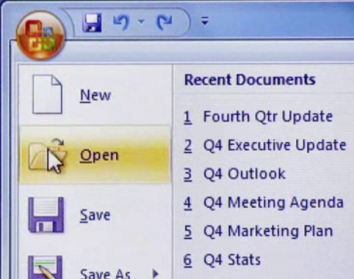 Recent Documents
New
1 Fourth Qtr Update
Open
2 Q4 Executive Update
3 Q4 Outlook
Save
4 Q4 Meeting Agenda
5 Q4 Marketing Plan
Save As
6 Q4 Stats